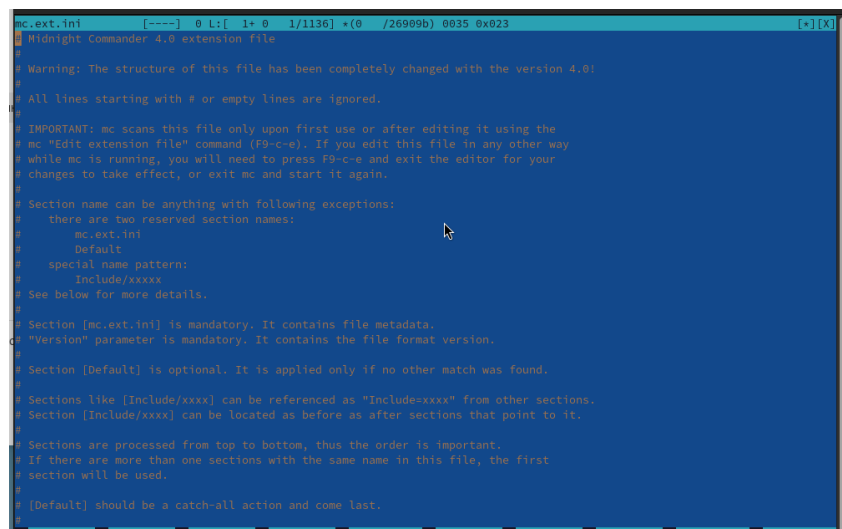 mc.ext.ini [----] 0 L:[ 1+ 0 1/1136] *(0 /26909b) 0035 0x023 [*][X]
# Midnight Commander 4.0 extension file
#
# Warning: The structure of this file has been completely changed with the version 4.0!
#
# All lines starting with # or empty lines are ignored.
#
# IMPORTANT: mc scans this file only upon first use or after editing it using the
# mc "Edit extension file" command (F9-c-e). If you edit this file in any other way
# while mc is running, you will need to press F9-c-e and exit the editor for your
# changes to take effect, or exit mc and start it again.
#
# Section name can be anything with following exceptions:
#    there are two reserved section names:
#        mc.ext.ini
#        Default
#    special name pattern:
#        Include/xxxxx
# See below for more details.
#
# Section [mc.ext.ini] is mandatory. It contains file metadata.
# "Version" parameter is mandatory. It contains the file format version.
#
# Section [Default] is optional. It is applied only if no other match was found.
#
# Sections like [Include/xxxx] can be referenced as "Include=xxxx" from other sections.
# Section [Include/xxxx] can be located as before as after sections that point to it.
#
# Sections are processed from top to bottom, thus the order is important.
# If there are more than one sections with the same name in this file, the first
# section will be used.
#
# [Default] should be a catch-all action and come last.
#